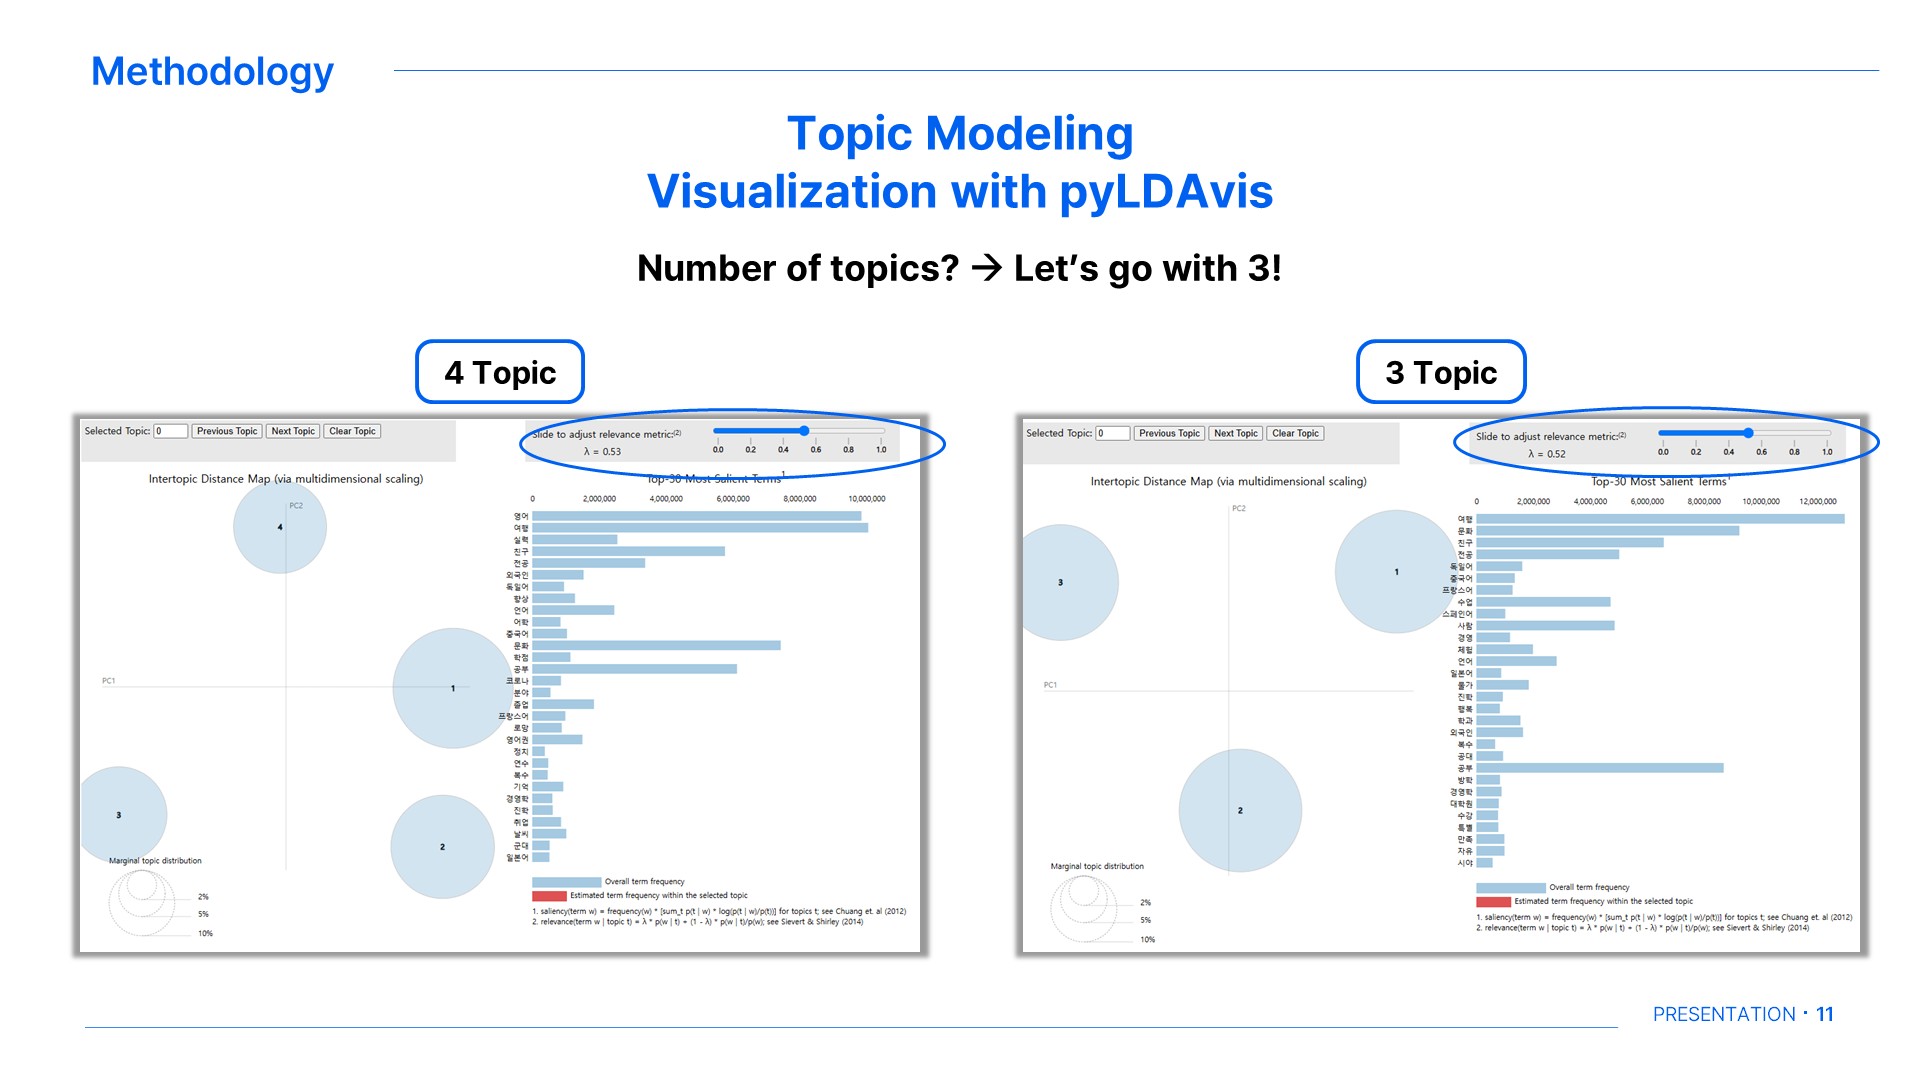 Methodology
Topic Modeling
Visualization with pyLDAvis
Number of topics? → Let's go with 3!
4 Topic
Selected Topic: 0 Previous Topic Next Topic Clear Topic
Slide to adjust relevance metric:(2)
λ = 0.53
0.0 0.2 0.4 0.6 0.8 1.0
Intertopic Distance Map (via multidimensional scaling)
PC2
PC1
4
1
3
2
Marginal topic distribution
2%
5%
10%
Top-30 Most Salient Terms1
0 2,000,000 4,000,000 6,000,000 8,000,000 10,000,000
영어
여행
실력
친구
전공
외국인
독일어
향상
언어
어학
중국어
문화
학점
공부
코로나
분야
졸업
프랑스어
로망
영어권
정치
연수
복수
기억
경영학
진학
취업
날씨
군대
일본어
Overall term frequency
Estimated term frequency within the selected topic
1. saliency(term w) = frequency(w) * [sum_t p(t | w) * log(p(t | w)/p(t))] for topics t; see Chuang et. al (2012)
2. relevance(term w | topic t) = λ * p(w | t) + (1 - λ) * p(w | t)/p(w); see Sievert & Shirley (2014)
3 Topic
Selected Topic: 0 Previous Topic Next Topic Clear Topic
Slide to adjust relevance metric:(2)
λ = 0.52
0.0 0.2 0.4 0.6 0.8 1.0
Intertopic Distance Map (via multidimensional scaling)
PC2
PC1
3
1
2
Marginal topic distribution
2%
5%
10%
Top-30 Most Salient Terms1
0 2,000,000 4,000,000 6,000,000 8,000,000 10,000,000 12,000,000
여행
문화
친구
전공
독일어
중국어
프랑스어
수업
스페인어
사람
경영
체험
언어
일본어
물가
진학
행복
학과
외국인
복수
공대
공부
방학
경영학
대학원
수강
특별
만족
자유
시야
Overall term frequency
Estimated term frequency within the selected topic
1. saliency(term w) = frequency(w) * [sum_t p(t | w) * log(p(t | w)/p(t))] for topics t; see Chuang et. al (2012)
2. relevance(term w | topic t) = λ * p(w | t) + (1 - λ) * p(w | t)/p(w); see Sievert & Shirley (2014)
PRESENTATION · 11